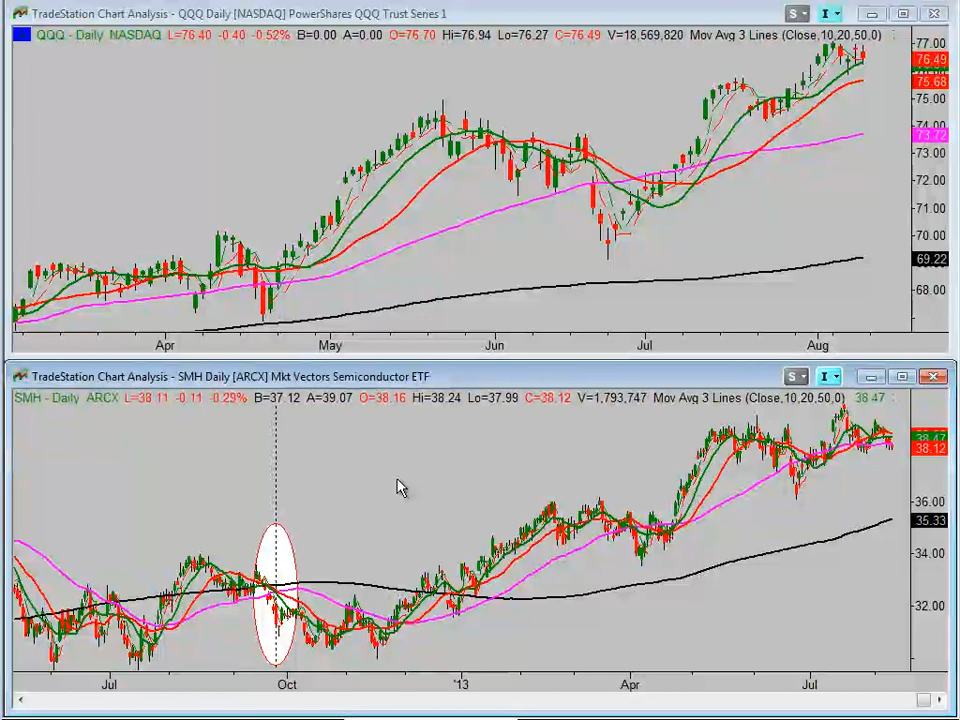 TradeStation Chart Analysis - QQQ Daily [NASDAQ] PowerShares QQQ Trust Series 1
S I
QQQ - Daily NASDAQ L=76.40 -0.40 -0.52% B=0.00 A=0.00 O=76.70 Hi=76.94 Lo=76.27 C=76.49 V=18,569,820 Mov Avg 3 Lines (Close,10,20,50,0)
77.00
76.49
75.68
75.00
74.00
73.72
73.00
72.00
71.00
70.00
69.22
68.00
Apr May Jun Jul Aug
TradeStation Chart Analysis - SMH Daily [ARCX] Mkt Vectors Semiconductor ETF
S I
SMH - Daily ARCX L=38.11 -0.11 -0.29% B=37.12 A=39.07 O=38.16 Hi=38.24 Lo=37.99 C=38.12 V=1,793,747 Mov Avg 3 Lines (Close,10,20,50,0) 38.47
38.47
38.12
36.00
35.33
34.00
32.00
Jul Oct '13 Apr Jul